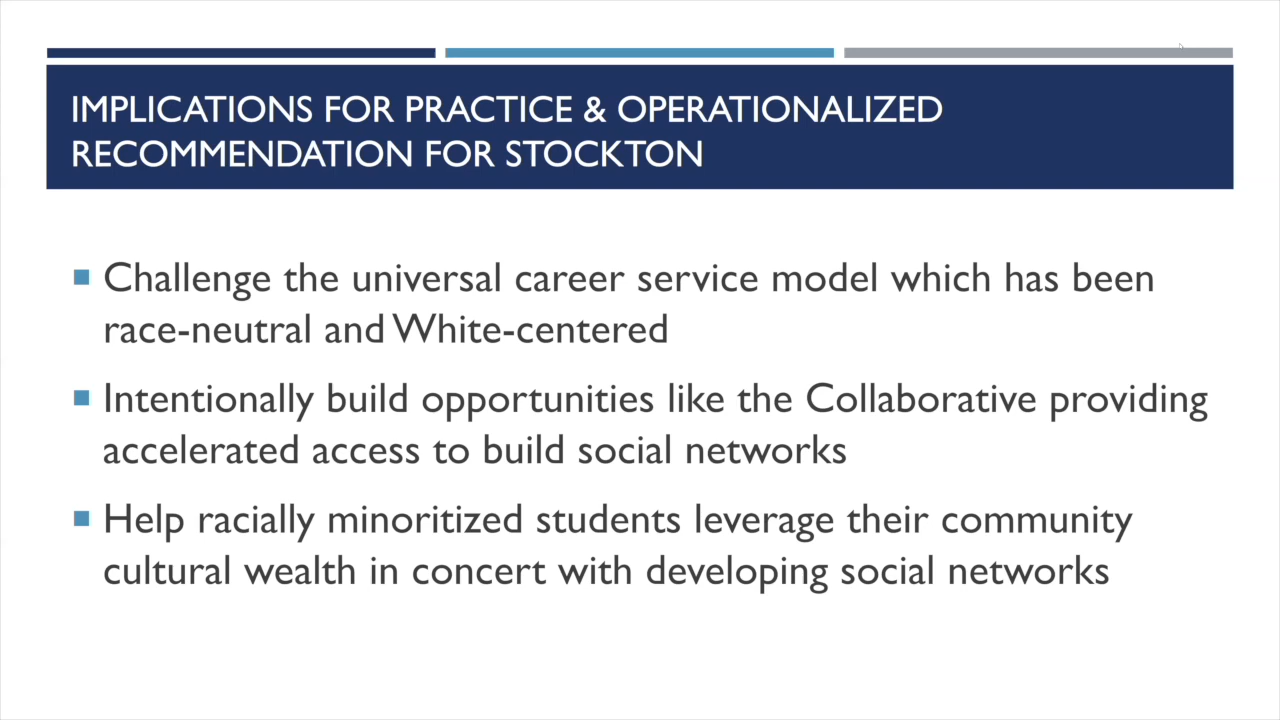 IMPLICATIONS FOR PRACTICE & OPERATIONALIZED
RECOMMENDATION FOR STOCKTON
Challenge the universal career service model which has been
race-neutral and White-centered
Intentionally build opportunities like the Collaborative providing
accelerated access to build social networks
Help racially minoritized students leverage their community
cultural wealth in concert with developing social networks